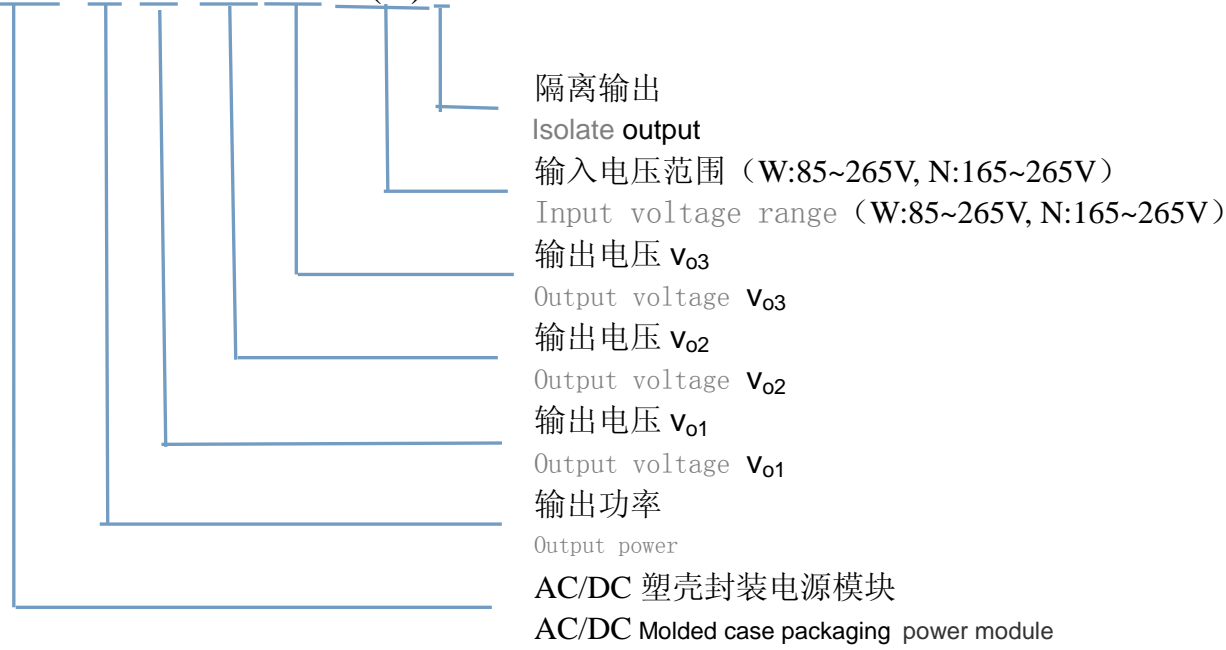 隔离输出
Isolate output
输入电压范围（W:85~265V, N:165~265V）
Input voltage range（W:85~265V, N:165~265V）
输出电压 vo3
Output voltage vo3
输出电压 vo2
Output voltage vo2
输出电压 vo1
Output voltage vo1
输出功率
Output power
AC/DC 塑壳封装电源模块
AC/DC Molded case packaging power module